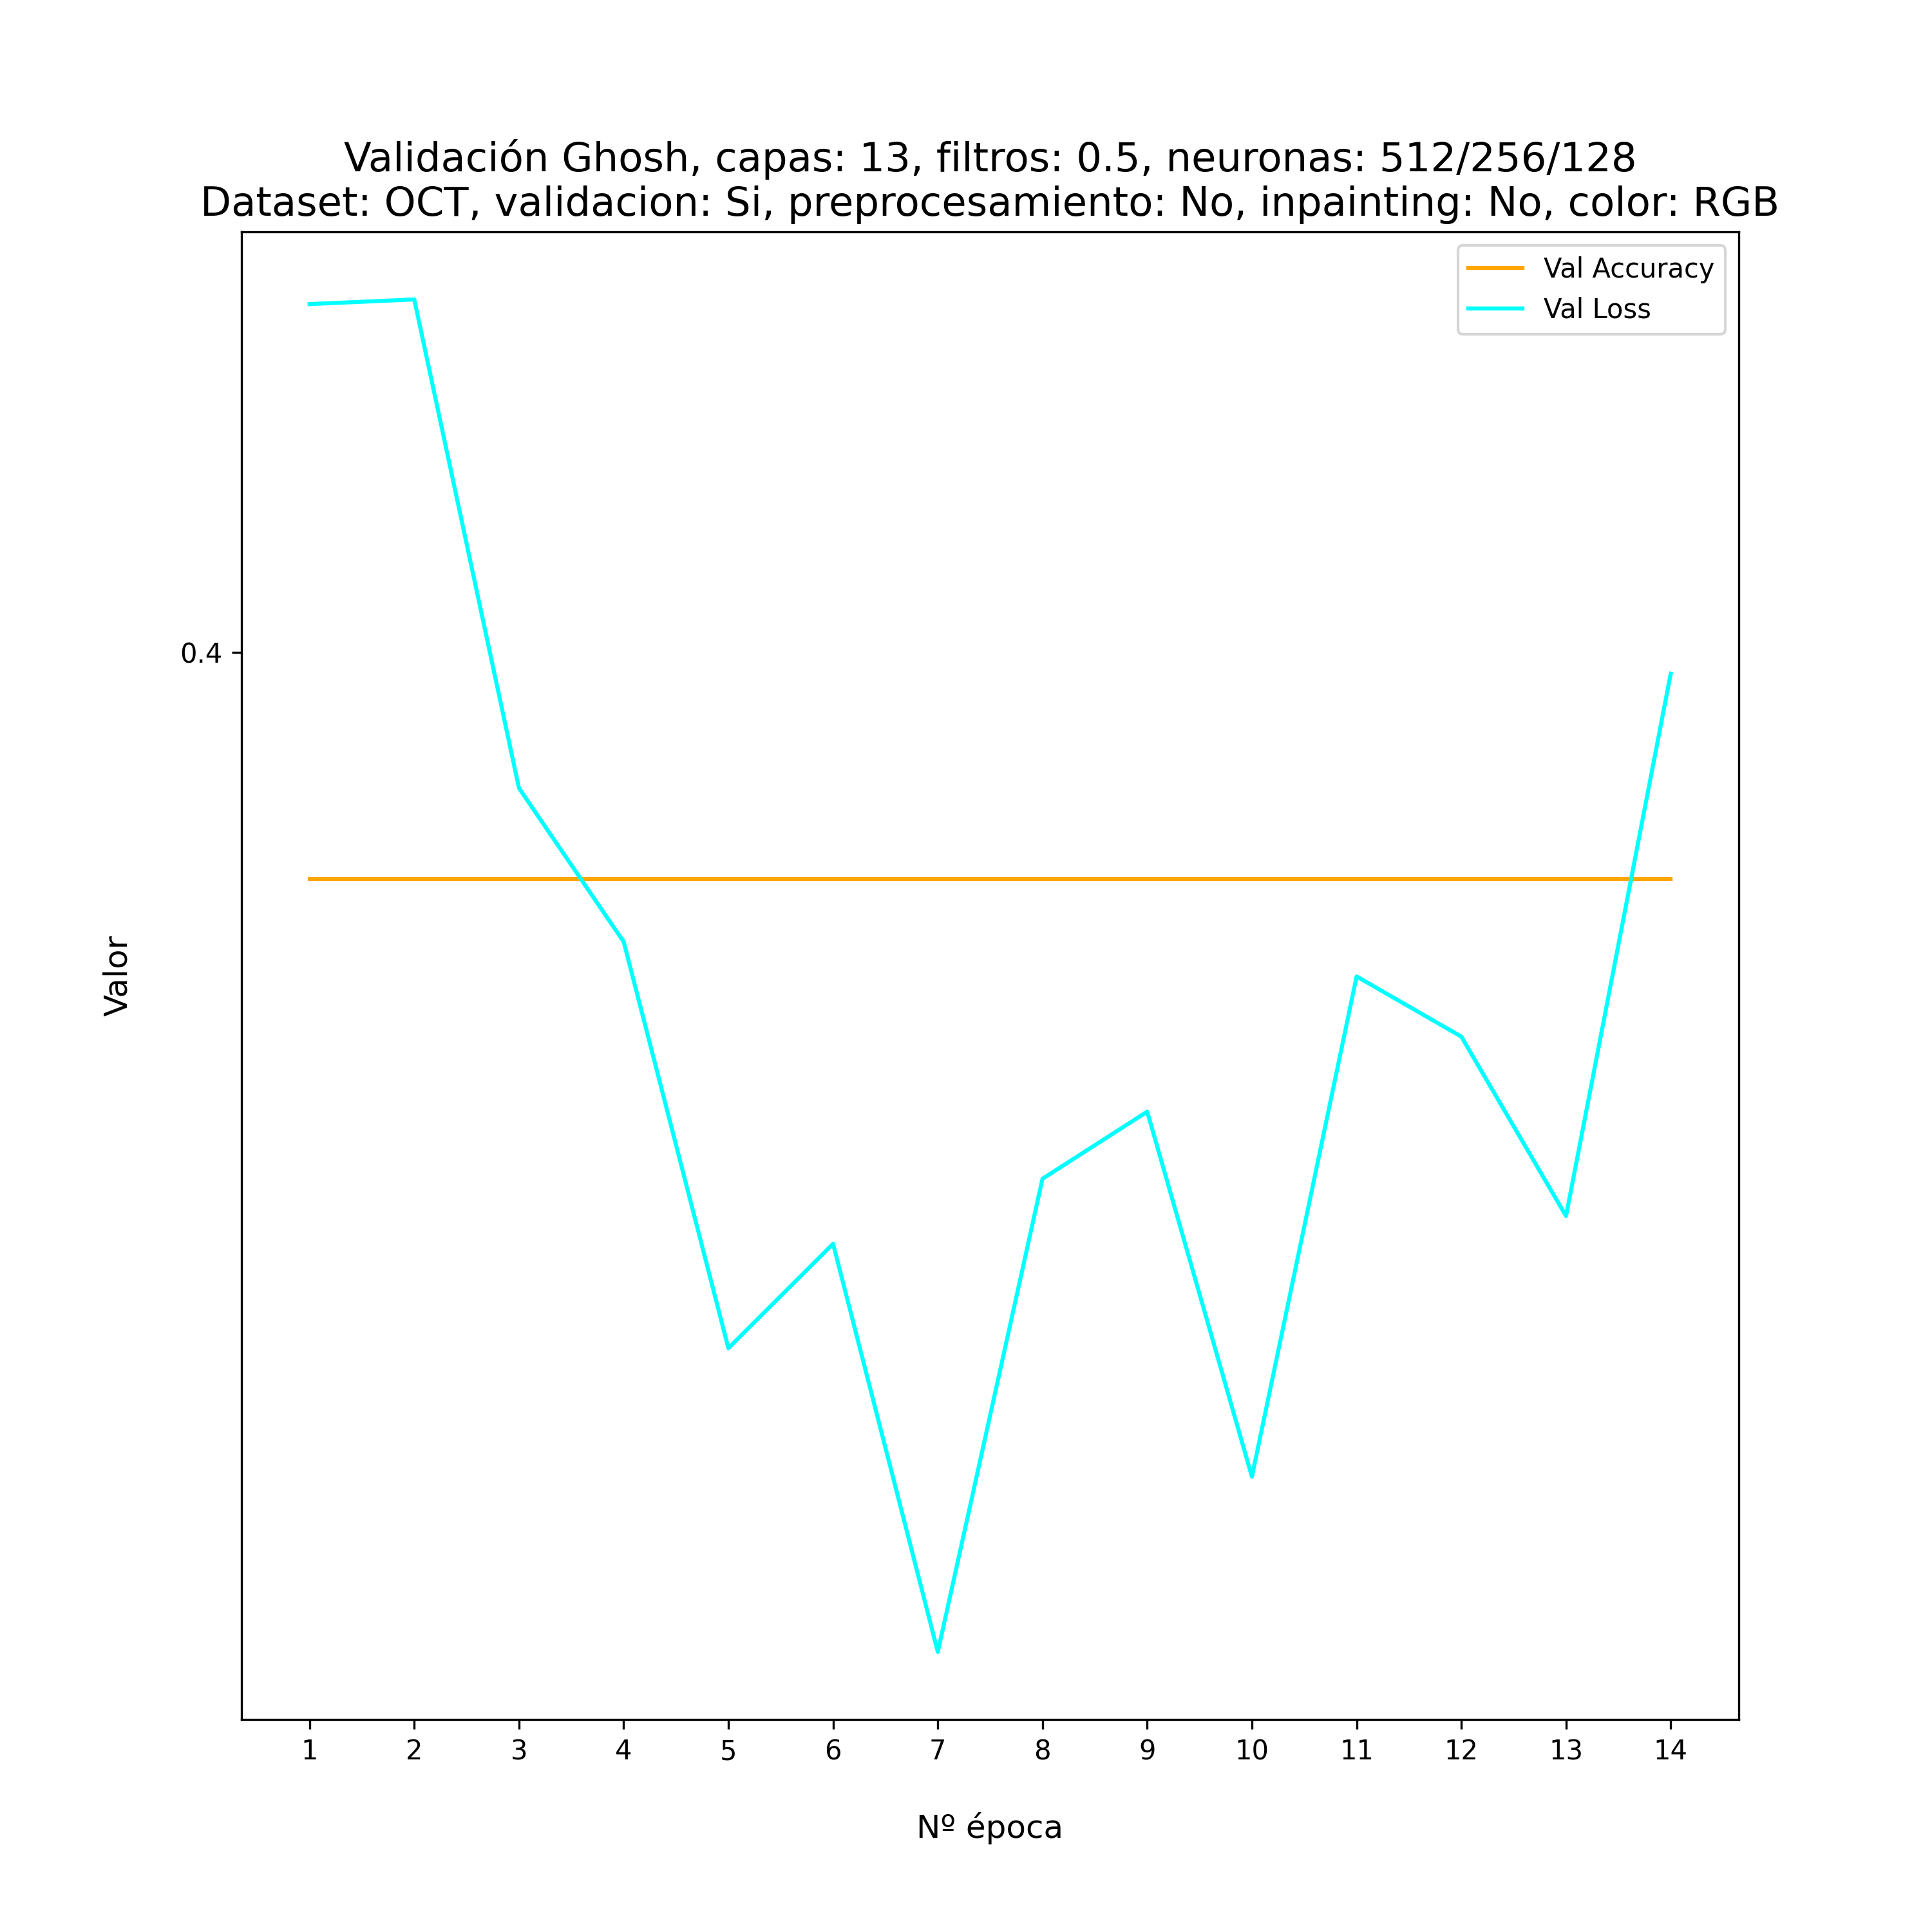 Validación Ghosh, capas: 13, filtros: 0.5, neuronas: 512/256/128
Dataset: OCT, validacion: Si, preprocesamiento: No, inpainting: No, color: RGB
Val Accuracy
Val Loss
0.4
Valor
1 2 3 4 5 6 7 8 9 10 11 12 13 14
Nº época